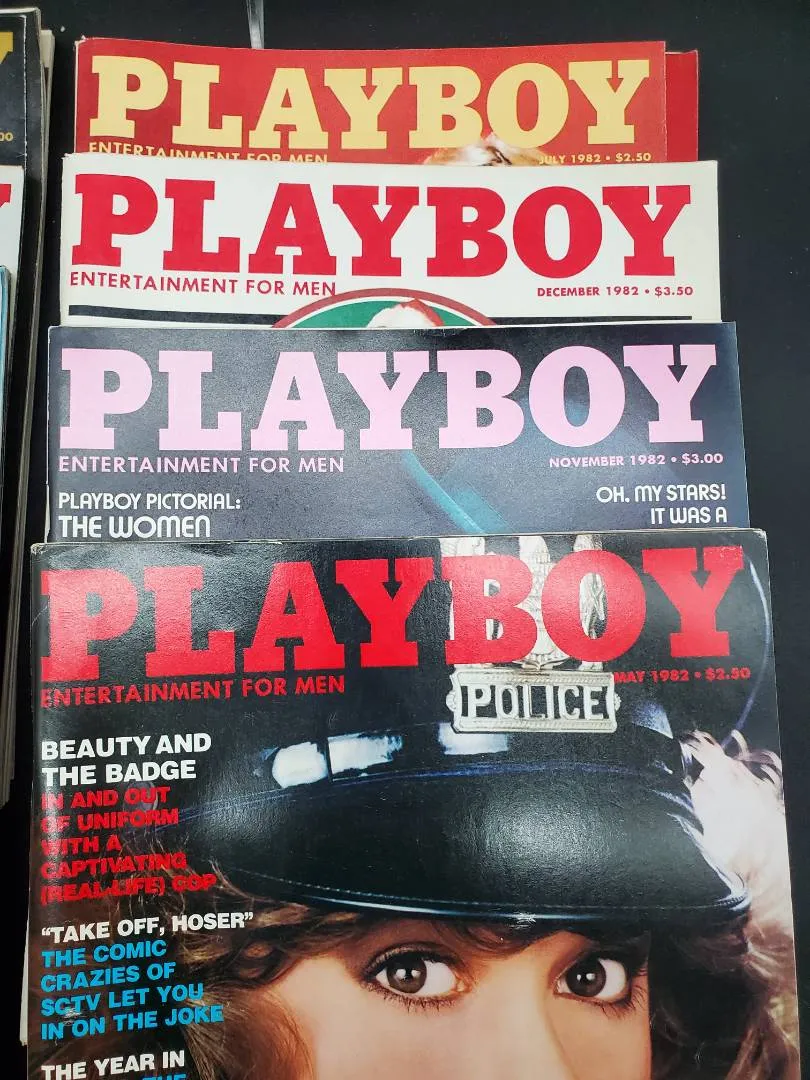 PLAYBOY
ENTERTAINMENT FOR MEN
JULY 1982 • $2.50
PLAYBOY
ENTERTAINMENT FOR MEN
DECEMBER 1982 • $3.50
PLAYBOY
ENTERTAINMENT FOR MEN
NOVEMBER 1982 • $3.00
PLAYBOY PICTORIAL:
THE WOMEN
OH, MY STARS!
IT WAS A
PLAYBOY
ENTERTAINMENT FOR MEN
MAY 1982 • $2.50
POLICE
BEAUTY AND
THE BADGE
IN AND OUT
OF UNIFORM
WITH A
CAPTIVATING
(REAL-LIFE) COP
"TAKE OFF, HOSER"
THE COMIC
CRAZIES OF
SCTV LET YOU
IN ON THE JOKE
THE YEAR IN
THE